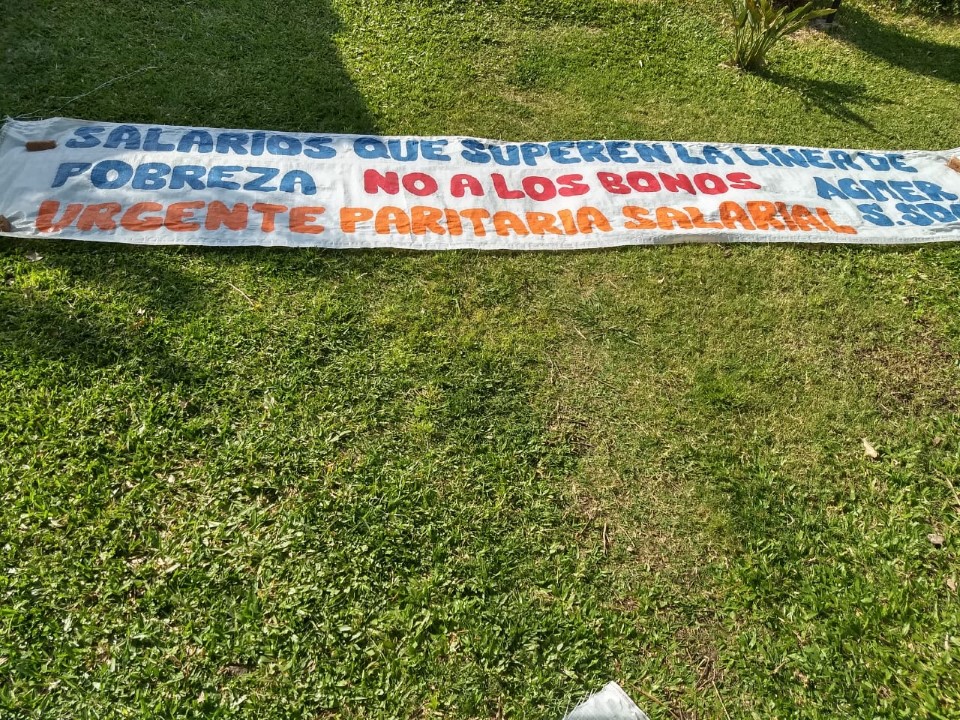 SALARIOS QUE SUPEREN LA LINEA DE
POBREZA NO A LOS BONOS AGMER
URGENTE PARITARIA SALARIAL